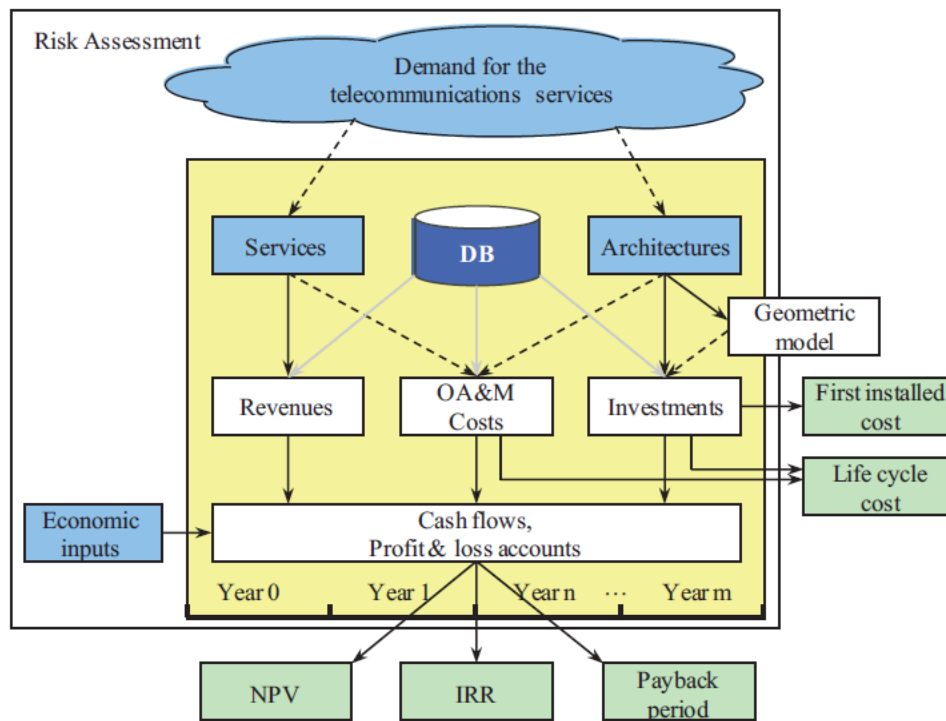 Risk Assessment
Demand for the
telecommunications services
Services
DB
Architectures
Geometric
model
Revenues
OA&M
Costs
Investments
First installed
cost
Life cycle
cost
Economic
inputs
Cash flows,
Profit & loss accounts
Year 0 Year 1 Year n ... Year m
NPV
IRR
Payback
period